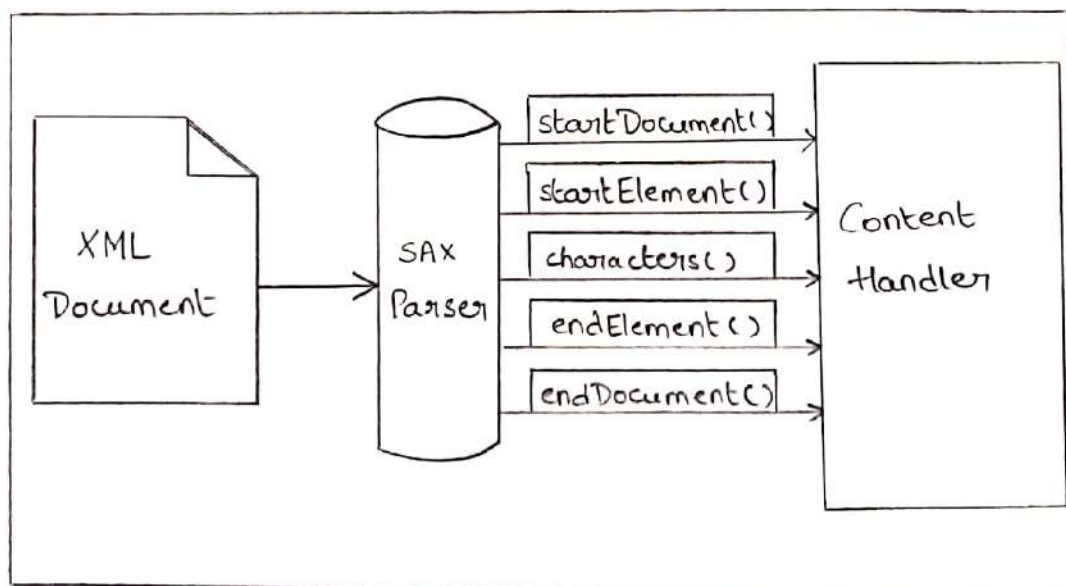 XML
Document
SAX
Parser
startDocument()
startElement()
characters()
endElement()
endDocument()
Content
Handler